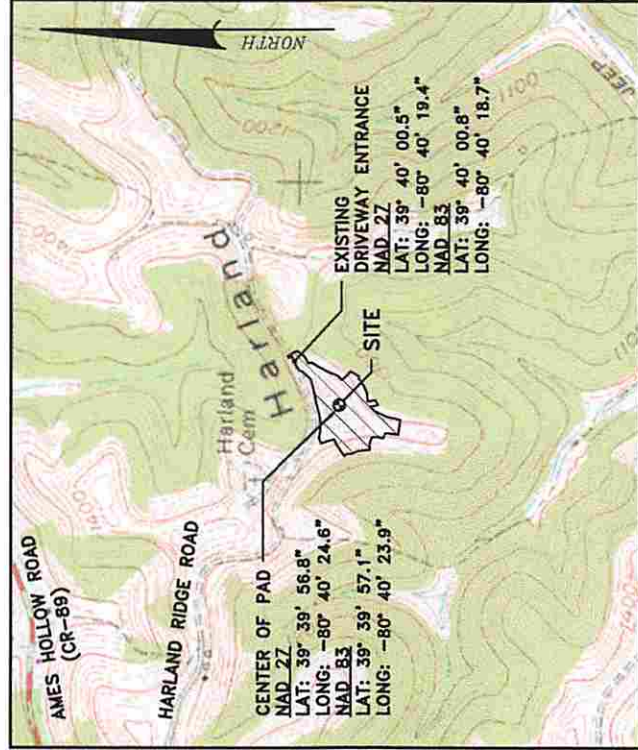 AMES HOLLOW ROAD
(CR-89)
NORTH
HARLAND RIDGE ROAD
1400
1200
1400
Harland
Cem
Harland
CENTER OF PAD
NAD 27
LAT: 39° 39' 56.8"
LONG: -80° 40' 24.6"
NAD 83
LAT: 39° 39' 57.1"
LONG: -80° 40' 23.9"
EXISTING
DRIVEWAY ENTRANCE
NAD 27
LAT: 39° 40' 00.5"
LONG: -80° 40' 19.4"
NAD 83
LAT: 39° 40' 00.8"
LONG: -80° 40' 18.7"
SITE
1100
JEEP
1400